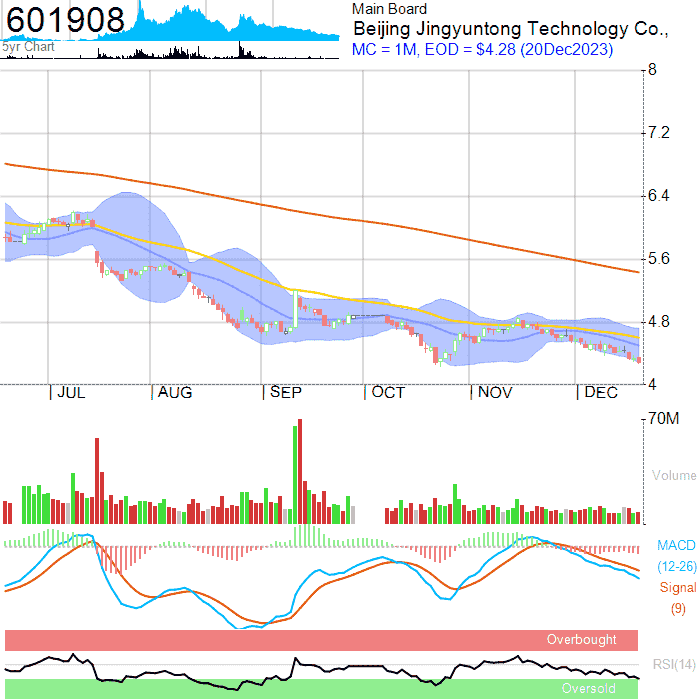 601908
5yr Chart
Main Board
Beijing Jingyuntong Technology Co.,
MC = 1M, EOD = $4.28 (20Dec2023)
8
7.2
6.4
5.6
4.8
4
JUL AUG SEP OCT NOV DEC
70M
Volume
MACD
(12-26)
Signal
(9)
Overbought
RSI(14)
Oversold